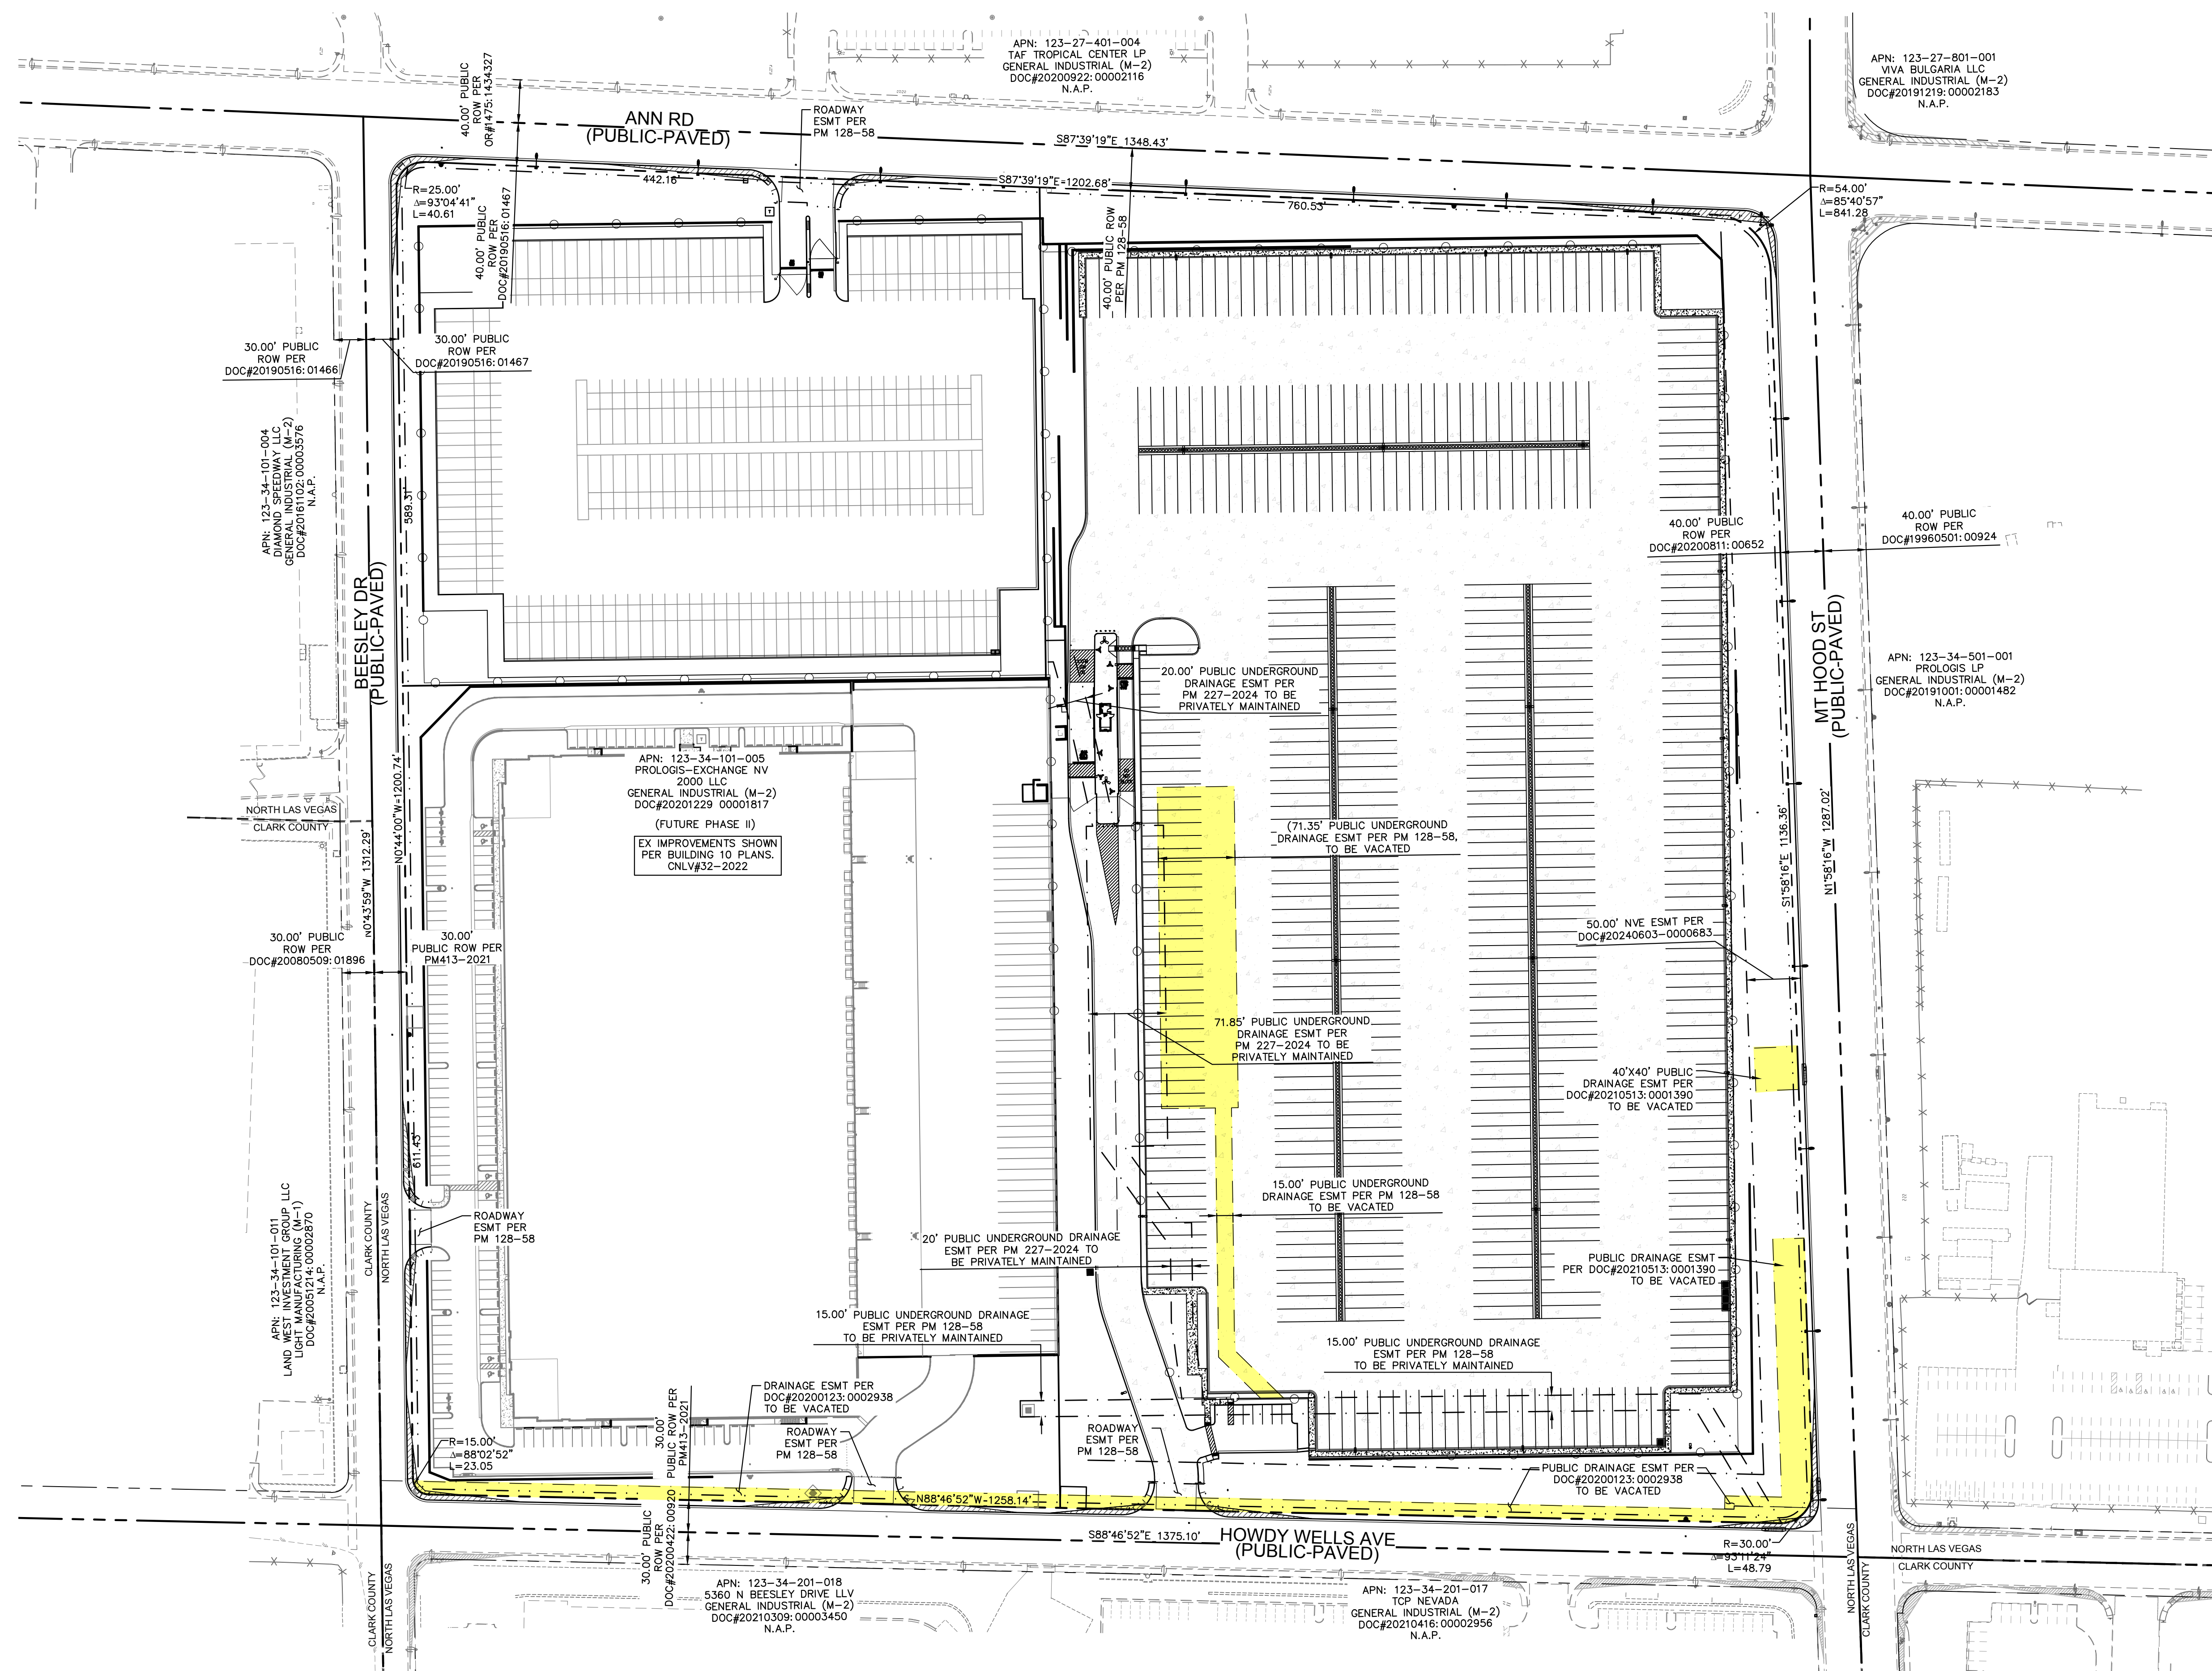 APN: 123-27-401-004
TAF TROPICAL CENTER LP
GENERAL INDUSTRIAL (M-2)
DOC#20200922:00002116
N.A.P.
APN: 123-27-801-001
VIVA BULGARIA LLC
GENERAL INDUSTRIAL (M-2)
DOC#20191219:00002183
N.A.P.
40.00' PUBLIC
ROW PER
OR#1475:1434327
ANN RD
(PUBLIC-PAVED)
ROADWAY
ESMT PER
PM 128-58
S87°39'19"E 1348.43'
R=25.00'
Δ=93°04'41"
L=40.61
442.16'
S87°39'19"E=1202.68'
760.53'
R=54.00'
Δ=85°40'57"
L=841.28
40.00' PUBLIC
ROW PER
DOC#20190516:01467
40.00' PUBLIC ROW
PER PM 128-58
30.00' PUBLIC
ROW PER
DOC#20190516:01466
30.00' PUBLIC
ROW PER
DOC#20190516:01467
APN: 123-34-101-004
DIAMOND SPEEDWAY LLC
GENERAL INDUSTRIAL (M-2)
DOC#20161102:00003576
N.A.P.
589.31'
BEESLEY DR
(PUBLIC-PAVED)
40.00' PUBLIC
ROW PER
DOC#20200811:00652
40.00' PUBLIC
ROW PER
DOC#19960501:00924
MT HOOD ST
(PUBLIC-PAVED)
APN: 123-34-501-001
PROLOGIS LP
GENERAL INDUSTRIAL (M-2)
DOC#20191001:00001482
N.A.P.
20.00' PUBLIC UNDERGROUND
DRAINAGE ESMT PER
PM 227-2024 TO BE
PRIVATELY MAINTAINED
APN: 123-34-101-005
PROLOGIS-EXCHANGE NV
2000 LLC
GENERAL INDUSTRIAL (M-2)
DOC#20201229 00001817
(FUTURE PHASE II)
EX IMPROVEMENTS SHOWN
PER BUILDING 10 PLANS.
CNLV#32-2022
NORTH LAS VEGAS
CLARK COUNTY
N0°43'59"W 1312.29'
N0°44'00"W=1200.74'
(71.35' PUBLIC UNDERGROUND
DRAINAGE ESMT PER PM 128-58,
TO BE VACATED
S1°58'16"E 1136.36'
N1°58'16"W 1287.02'
50.00' NVE ESMT PER
DOC#20240603-0000683
30.00' PUBLIC
ROW PER
DOC#20080509:01896
30.00'
PUBLIC ROW PER
PM413-2021
71.85' PUBLIC UNDERGROUND
DRAINAGE ESMT PER
PM 227-2024 TO BE
PRIVATELY MAINTAINED
40'X40' PUBLIC
DRAINAGE ESMT PER
DOC#20210513:0001390
TO BE VACATED
611.43'
15.00' PUBLIC UNDERGROUND
DRAINAGE ESMT PER PM 128-58
TO BE VACATED
APN: 123-34-101-011
LAND WEST INVESTMENT GROUP LLC
LIGHT MANUFACTURING (M-1)
DOC#20051214:00002870
N.A.P.
CLARK COUNTY
NORTH LAS VEGAS
ROADWAY
ESMT PER
PM 128-58
20' PUBLIC UNDERGROUND DRAINAGE
ESMT PER PM 227-2024 TO
BE PRIVATELY MAINTAINED
PUBLIC DRAINAGE ESMT
PER DOC#20210513:0001390
TO BE VACATED
15.00' PUBLIC UNDERGROUND DRAINAGE
ESMT PER PM 128-58
TO BE PRIVATELY MAINTAINED
15.00' PUBLIC UNDERGROUND DRAINAGE
ESMT PER PM 128-58
TO BE PRIVATELY MAINTAINED
DRAINAGE ESMT PER
DOC#20200123:0002938
TO BE VACATED
ROADWAY
ESMT PER
PM 128-58
ROADWAY
ESMT PER
PM 128-58
30.00'
PUBLIC ROW PER
PM413-2021
R=15.00'
Δ=88°02'52"
L=23.05
PUBLIC DRAINAGE ESMT PER
DOC#20200123:0002938
TO BE VACATED
N88°46'52"W-1258.14'
S88°46'52"E 1375.10'
HOWDY WELLS AVE
(PUBLIC-PAVED)
30.00' PUBLIC
ROW PER
DOC#20200422:00920
R=30.00'
Δ=93°11'24"
L=48.79
NORTH LAS VEGAS
CLARK COUNTY
NORTH LAS VEGAS
CLARK COUNTY
CLARK COUNTY
NORTH LAS VEGAS
APN: 123-34-201-018
5360 N BEESLEY DRIVE LLV
GENERAL INDUSTRIAL (M-2)
DOC#20210309:00003450
N.A.P.
APN: 123-34-201-017
TCP NEVADA
GENERAL INDUSTRIAL (M-2)
DOC#20210416:00002956
N.A.P.